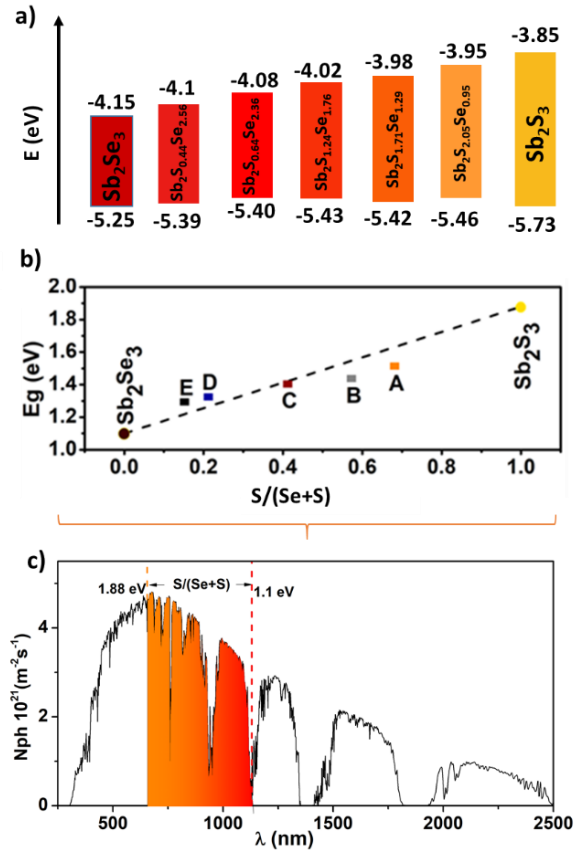 a)
E (eV)
-4.15
-4.1
-4.08
-4.02
-3.98
-3.95
-3.85
Sb2Se3
Sb2S0.44Se2.56
Sb2S0.64Se2.36
Sb2S1.24Se1.76
Sb2S1.71Se1.29
Sb2S2.05Se0.95
Sb2S3
-5.25
-5.39
-5.40
-5.43
-5.42
-5.46
-5.73
b)
Eg (eV)
2.0
1.8
1.6
1.4
1.2
1.0
Sb2Se3
E
D
C
B
A
Sb2S3
0.0
0.2
0.4
0.6
0.8
1.0
S/(Se+S)
c)
Nph 10^21(m^-2s^-1)
1.88 eV
S/(Se+S)
1.1 eV
4
2
0
500
1000
1500
2000
2500
λ (nm)